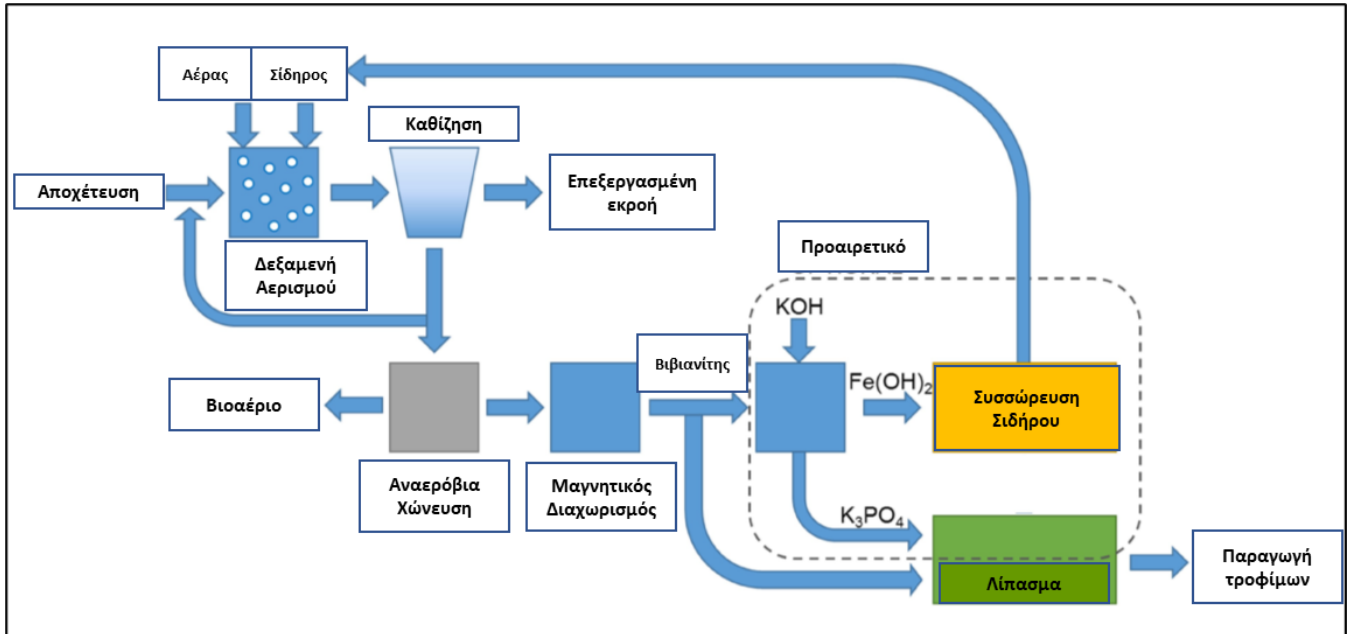 Αέρας
Σίδηρος
Καθίζηση
Αποχέτευση
Επεξεργασμένη
εκροή
Δεξαμενή
Αερισμού
Προαιρετικό
KOH
Βιβιανίτης
Fe(OH)2
Συσσώρευση
Σιδήρου
Βιοαέριο
Αναερόβια
Χώνευση
Μαγνητικός
Διαχωρισμός
K3PO4
Λίπασμα
Παραγωγή
τροφίμων